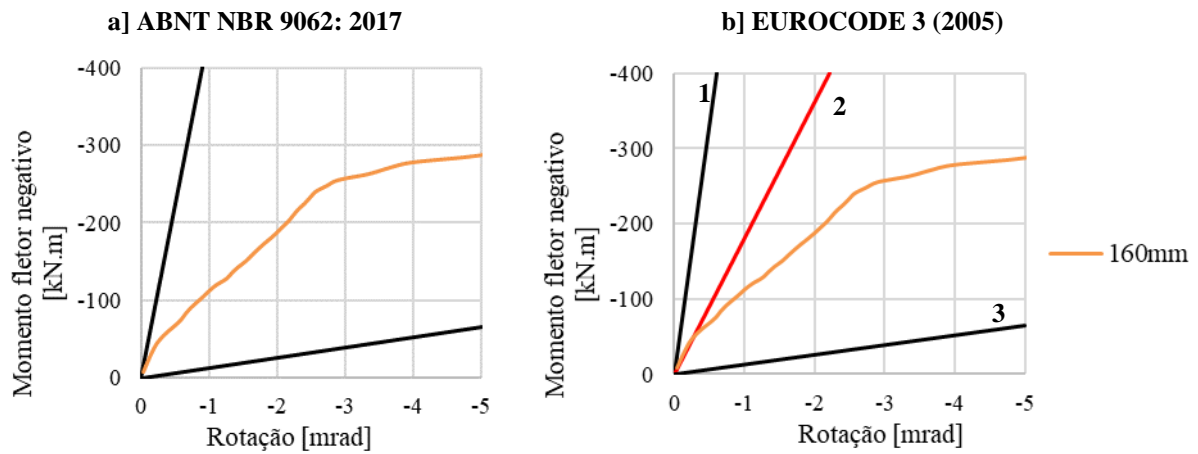 a] ABNT NBR 9062: 2017
Momento fletor negativo
[kN.m]
-400
-300
-200
-100
0
0 -1 -2 -3 -4 -5
Rotação [mrad]
b] EUROCODE 3 (2005)
Momento fletor negativo
[kN.m]
-400
-300
-200
-100
0
1
2
3
0 -1 -2 -3 -4 -5
Rotação [mrad]
160mm